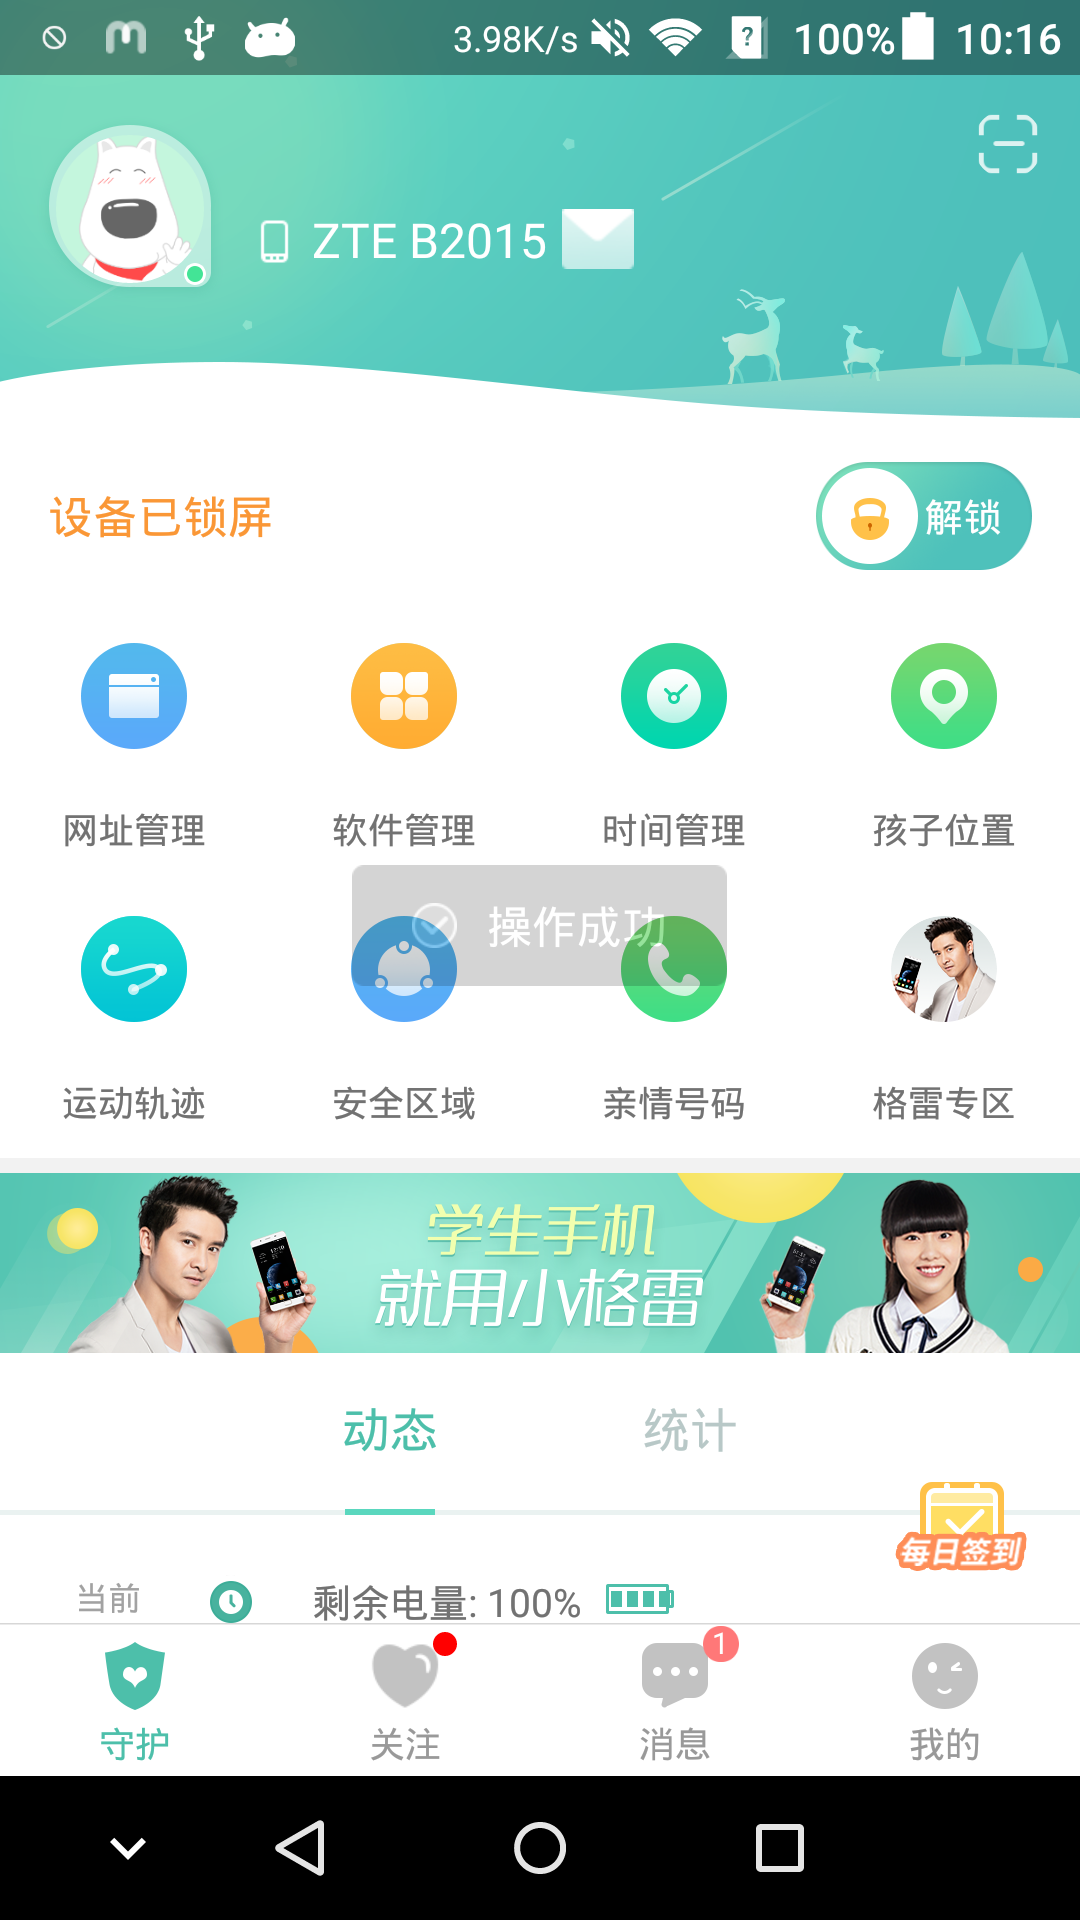 3.98K/s
100%
10:16
ZTE B2015
设备已锁屏
解锁
网址管理
软件管理
时间管理
孩子位置
操作成功
运动轨迹
安全区域
亲情号码
格雷专区
学生手机
就用小V格雷
动态
统计
每日签到
当前
剩余电量: 100%
1
守护
关注
消息
我的